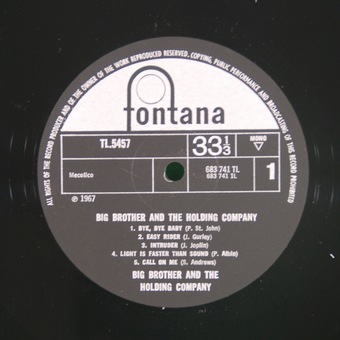 ALL RIGHTS OF THE RECORD PRODUCER AND OF THE OWNER OF THE WORK REPRODUCED RESERVED. COPYING, PUBLIC PERFORMANCE AND BROADCASTING OF THIS RECORD PROHIBITED
fontana
TL.5457
33 1/3
MONO
683 741 TL
683 741 1L
1
Mecolico
℗ 1967
BIG BROTHER AND THE HOLDING COMPANY
1. BYE, BYE BABY (P. St. John)
2. EASY RIDER (J. Gurley)
3. INTRUDER (J. Joplin)
4. LIGHT IS FASTER THAN SOUND (P. Albin)
5. CALL ON ME (S. Andrews)
BIG BROTHER AND THE
HOLDING COMPANY